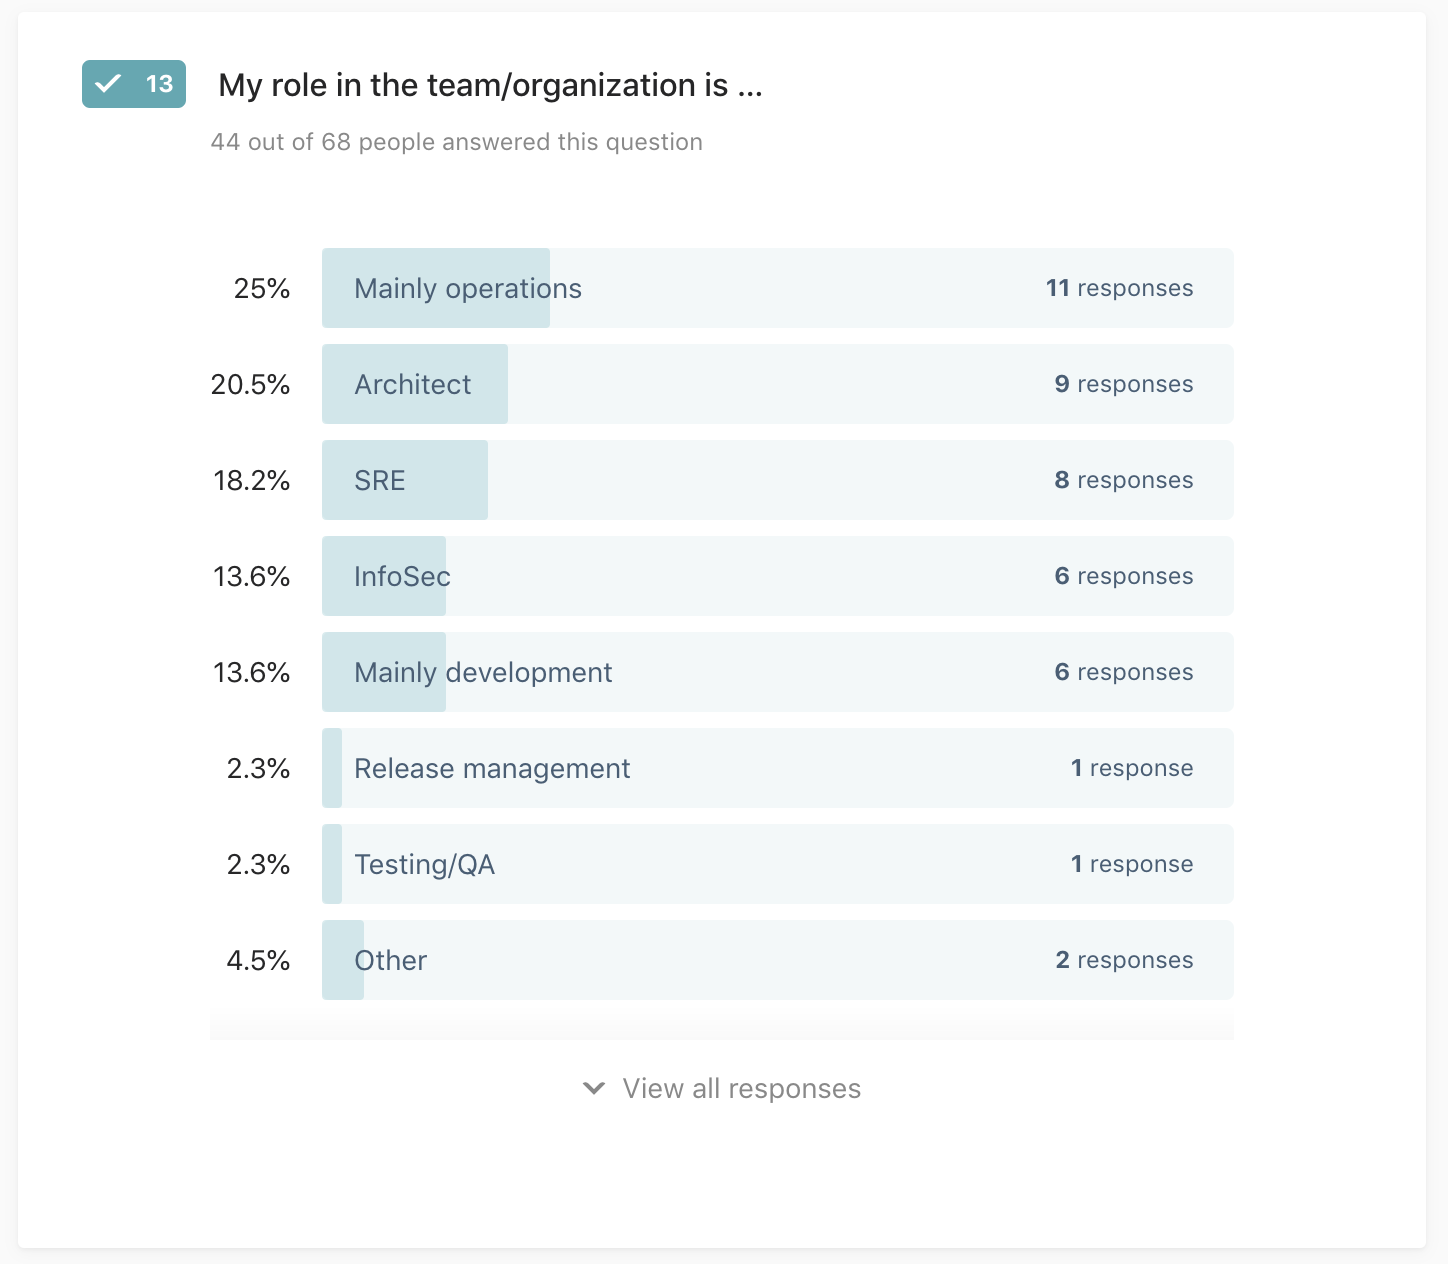 13 My role in the team/organization is ...
44 out of 68 people answered this question
25% Mainly operations 11 responses
20.5% Architect 9 responses
18.2% SRE 8 responses
13.6% InfoSec 6 responses
13.6% Mainly development 6 responses
2.3% Release management 1 response
2.3% Testing/QA 1 response
4.5% Other 2 responses
View all responses